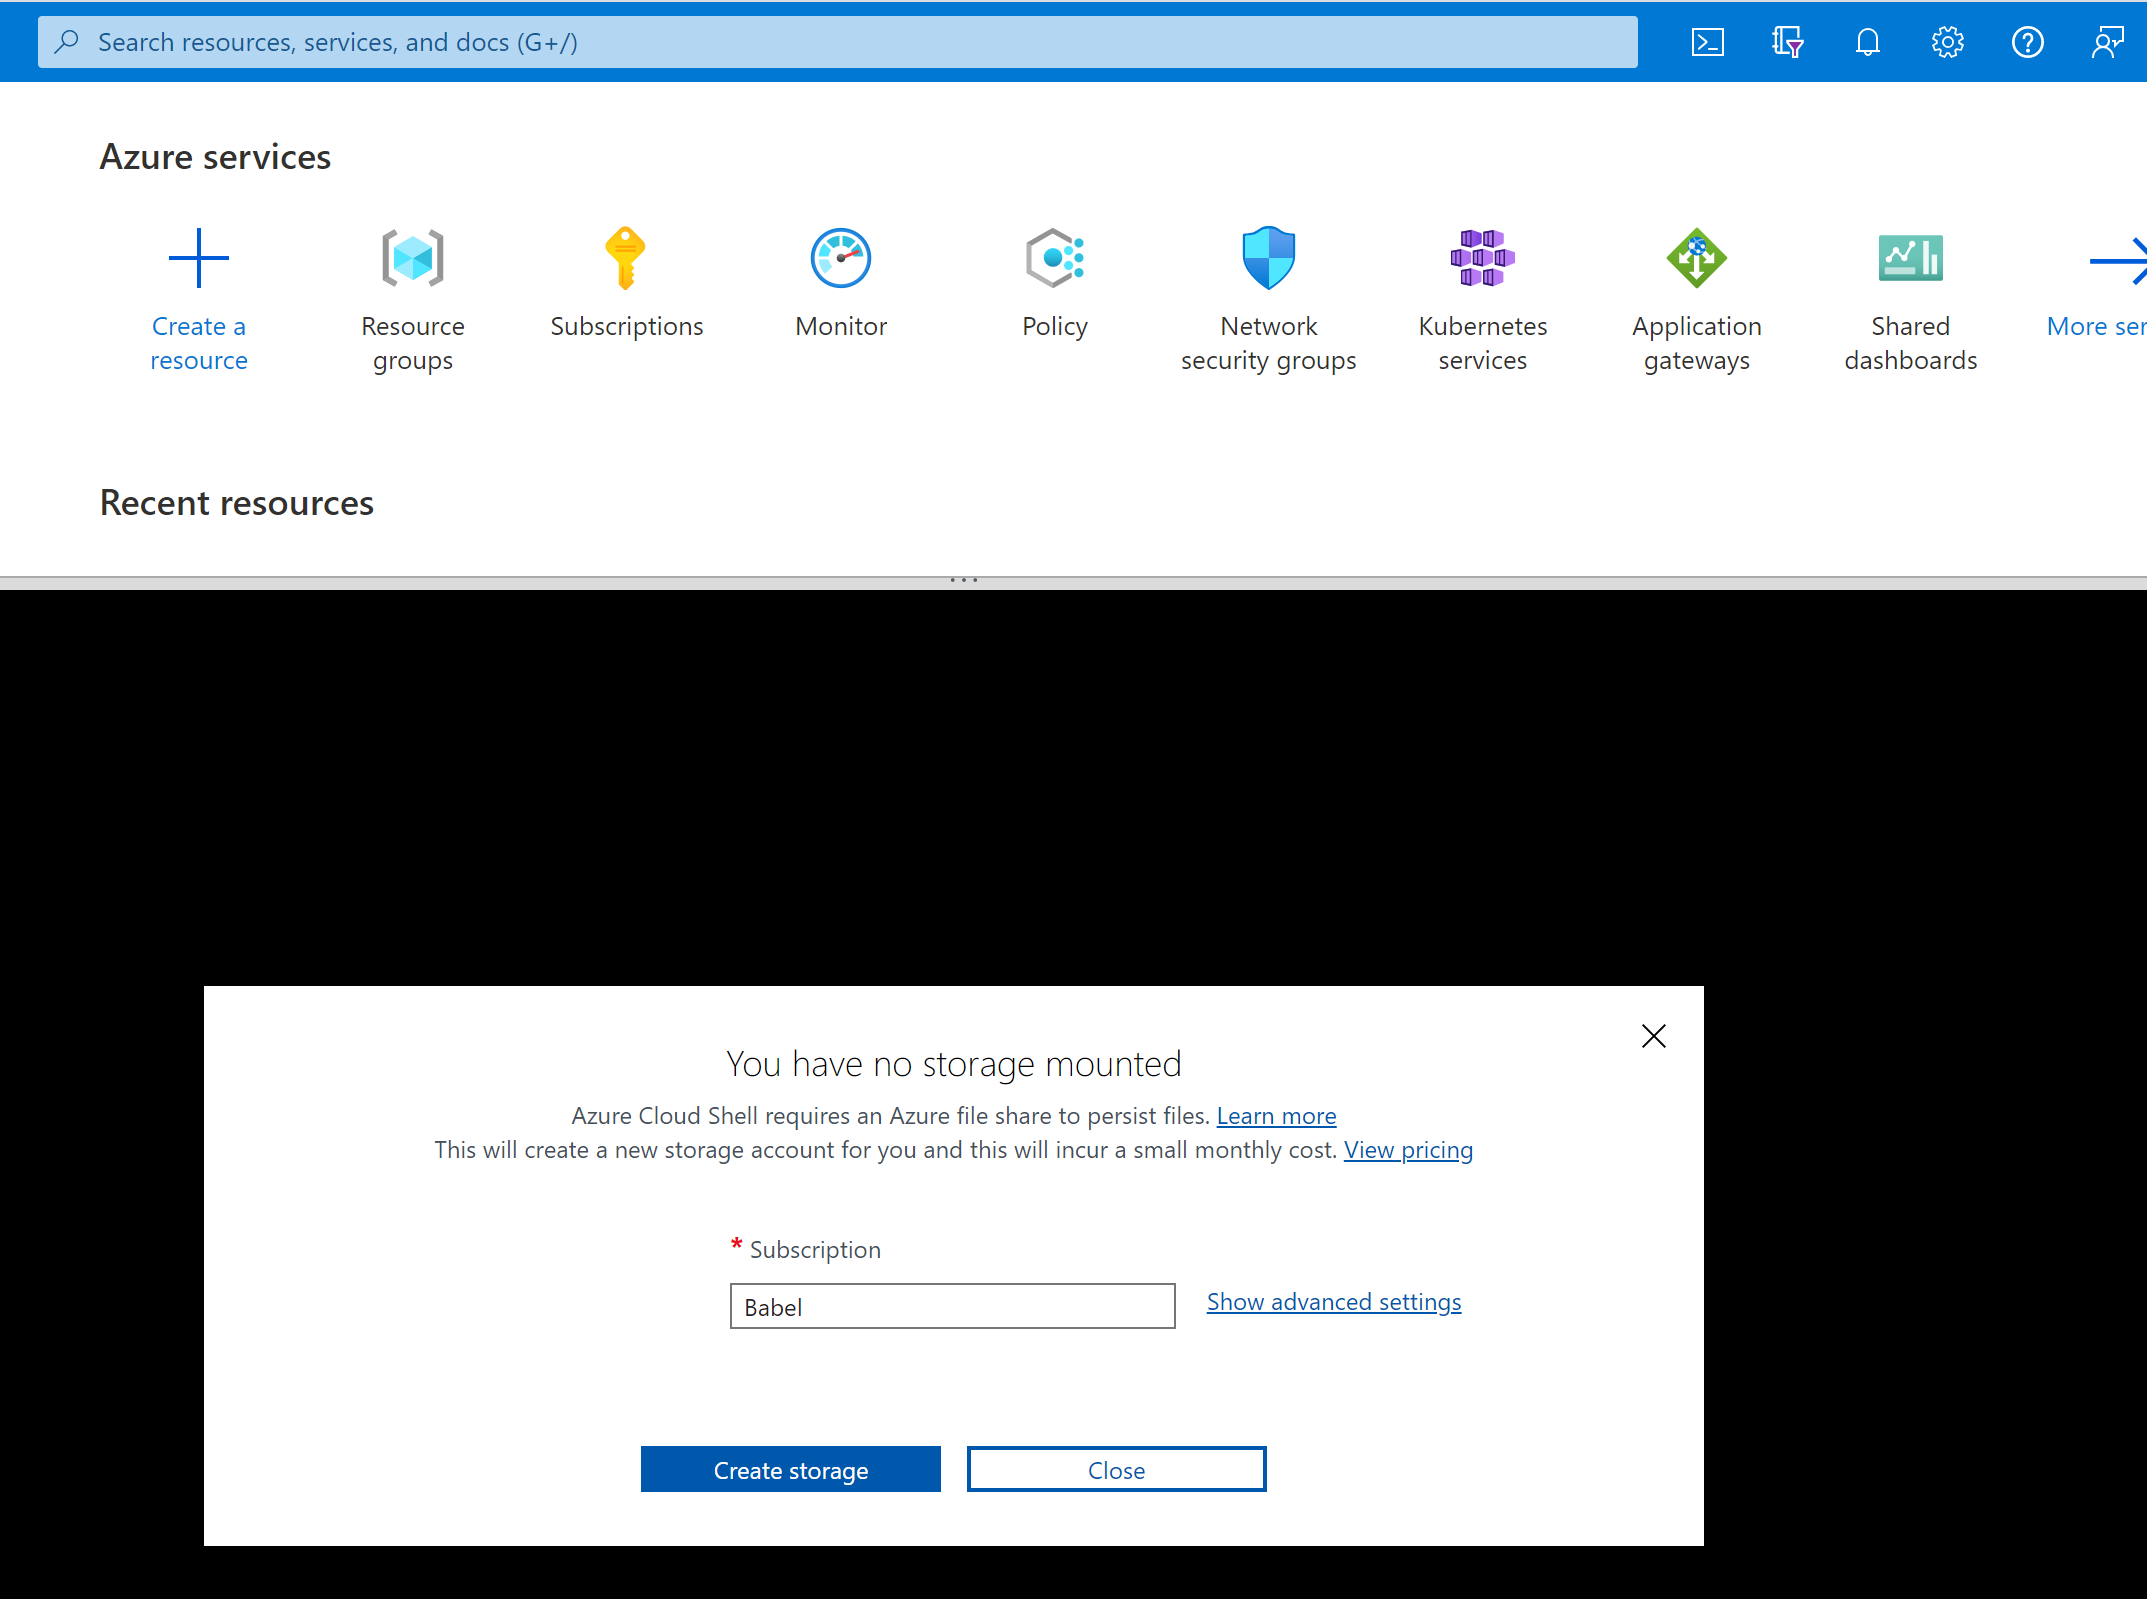 Search resources, services, and docs (G+/)
Azure services
Create a
resource
Resource
groups
Subscriptions
Monitor
Policy
Network
security groups
Kubernetes
services
Application
gateways
Shared
dashboards
More ser
Recent resources
You have no storage mounted
Azure Cloud Shell requires an Azure file share to persist files. Learn more
This will create a new storage account for you and this will incur a small monthly cost. View pricing
* Subscription
Babel
Show advanced settings
Create storage
Close